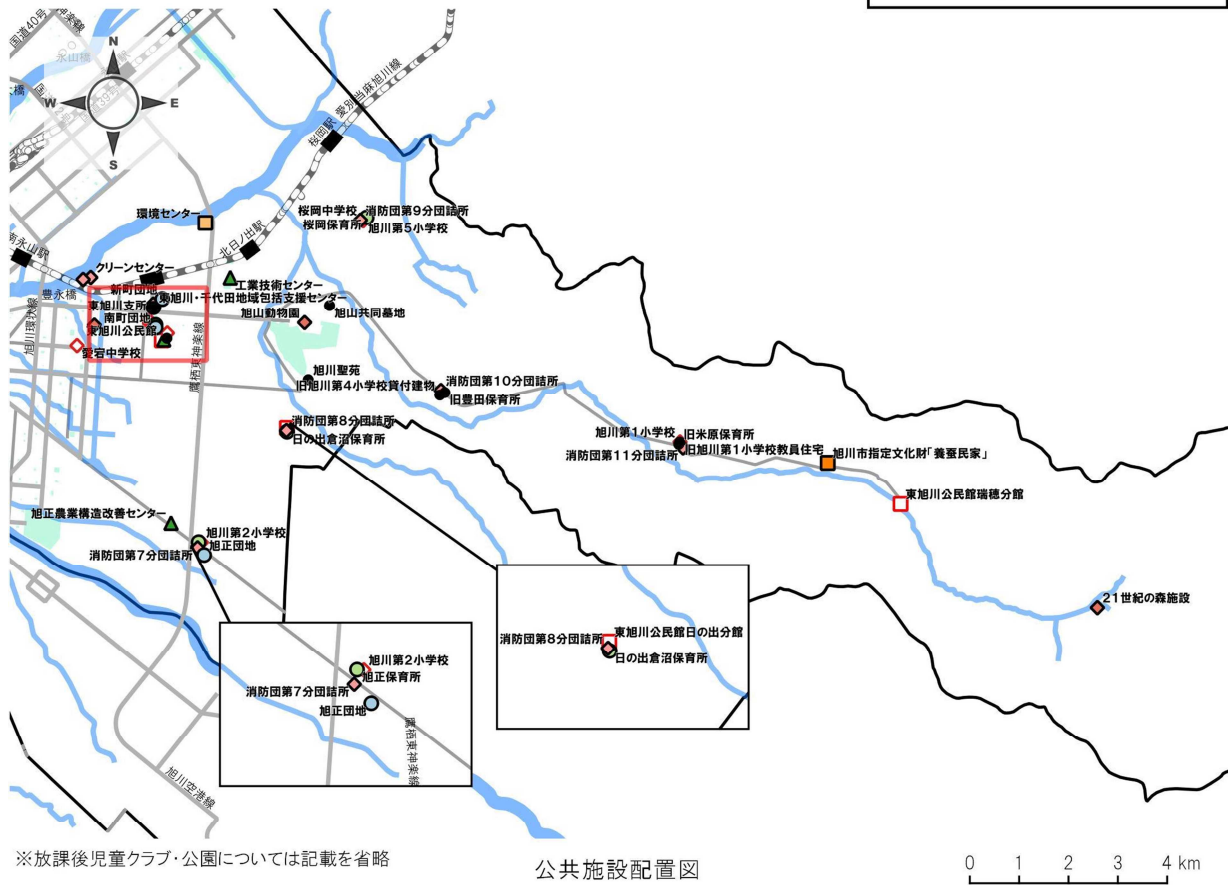 国道40号
神楽線
永山橋
橋
国道
39号
N
W
E
S
愛別当麻旭川線
桜岡駅
環境センター
桜岡中学校
消防団第9分団詰所
桜岡保育所
旭川第5小学校
北日ノ出駅
南永山駅
クリーンセンター
工業技術センター
新町団地
豊永橋
東旭川・千代田地域包括支援センター
東旭川支所
旭山動物園
旭山共同墓地
南町団地
東旭川公民館
愛宕中学校
旭川環状線
鷹栖東神楽線
旭川聖苑
旧旭川第4小学校貸付建物
消防団第10分団詰所
旧豊田保育所
消防団第8分団詰所
日の出倉沼保育所
旭川第1小学校
旧米原保育所
消防団第11分団詰所
旧旭川第1小学校教員住宅
旭川市指定文化財「養蚕民家」
東旭川公民館瑞穂分館
旭正農業構造改善センター
旭川第2小学校
旭正団地
消防団第7分団詰所
21世紀の森施設
消防団第8分団詰所
東旭川公民館日の出分館
日の出倉沼保育所
旭川第2小学校
旭正保育所
消防団第7分団詰所
旭正団地
鷹栖東神楽線
旭川空港線
※放課後児童クラブ・公園については記載を省略
公共施設配置図
0 1 2 3 4 km